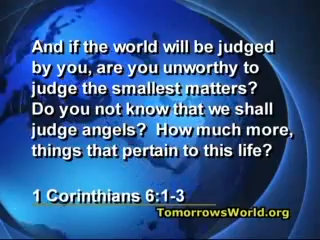 And if the world will be judged
by you, are you unworthy to
judge the smallest matters?
Do you not know that we shall
judge angels?  How much more,
things that pertain to this life?
1 Corinthians 6:1-3
TomorrowsWorld.org